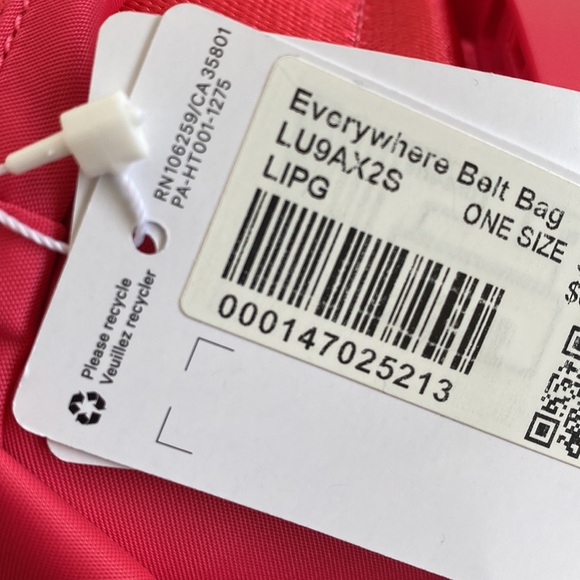 RN106259/CA 35801
PA-HT001-1275
Everywhere Belt Bag
LU9AX2S
LIPG
ONE SIZE
$
000147025213
Please recycle
Veuillez recycler